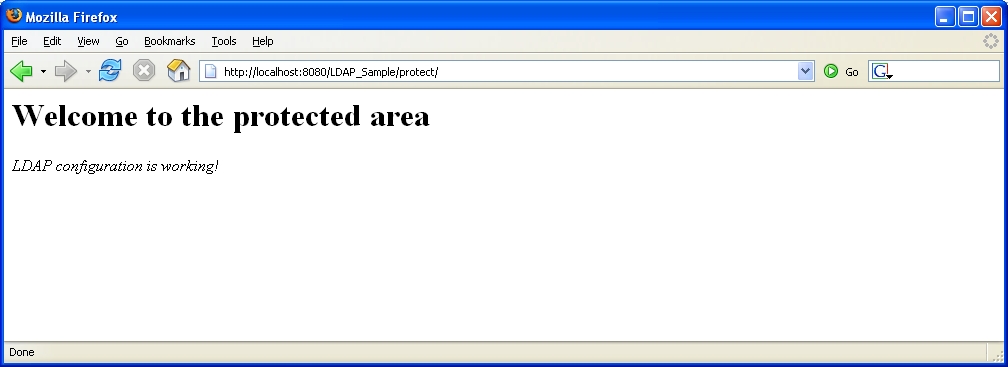 Mozilla Firefox
File Edit View Go Bookmarks Tools Help
http://localhost:8080/LDAP_Sample/protect/ Go G
Welcome to the protected area
LDAP configuration is working!
Done